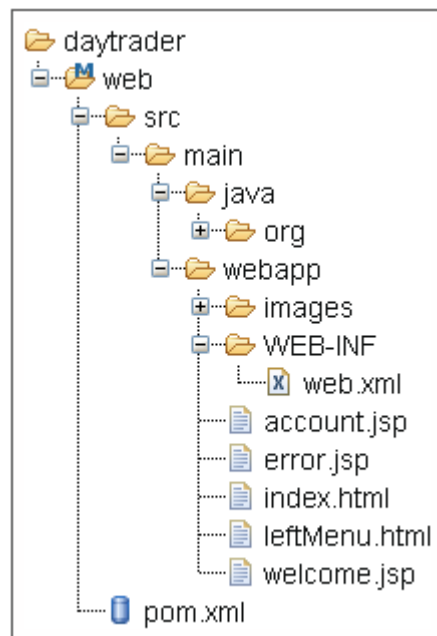 daytrader
web
src
main
java
org
webapp
images
WEB-INF
web.xml
account.jsp
error.jsp
index.html
leftMenu.html
welcome.jsp
pom.xml